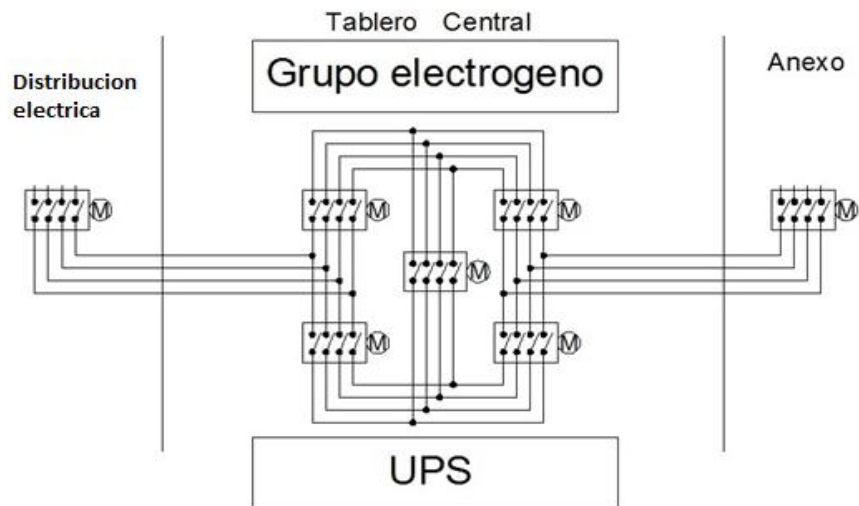 Tablero Central
Distribucion
electrica
Grupo electrogeno
Anexo
M
M
M
M
M
M
M
UPS